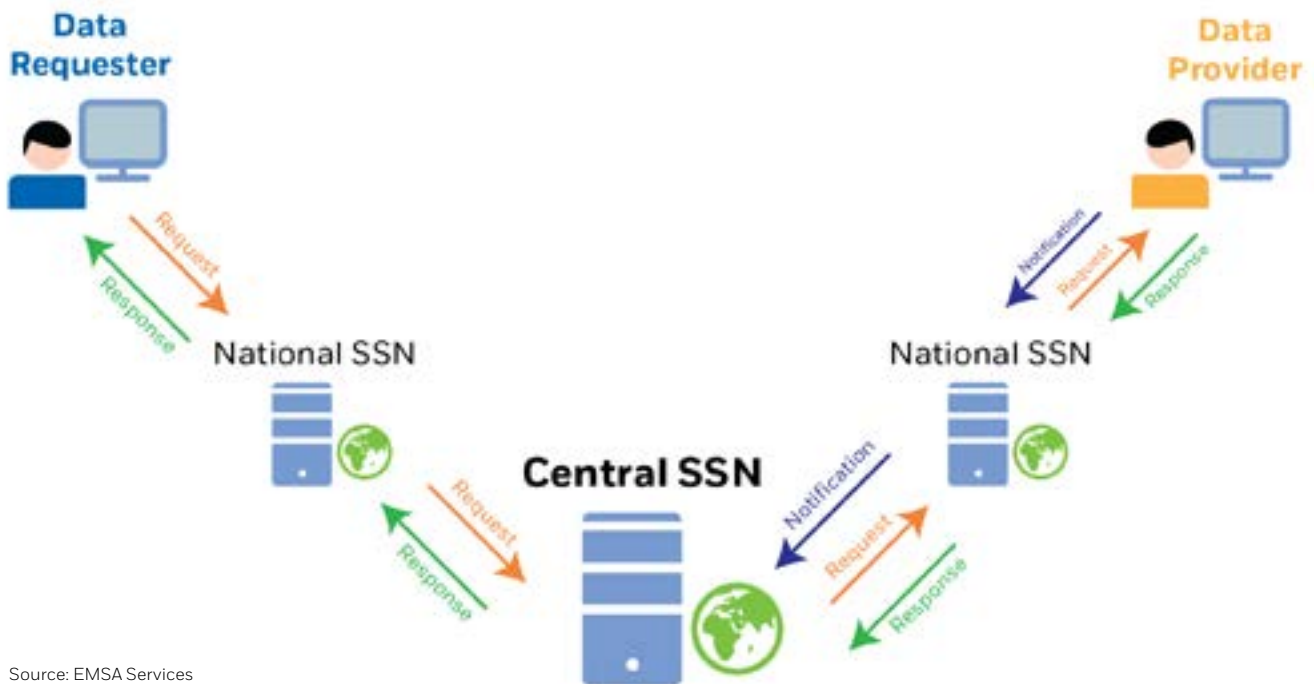 Data
Requester
Data
Provider
Request
Response
Notification
Request
Response
National SSN
National SSN
Central SSN
Request
Response
Notification
Request
Response
Source: EMSA Services